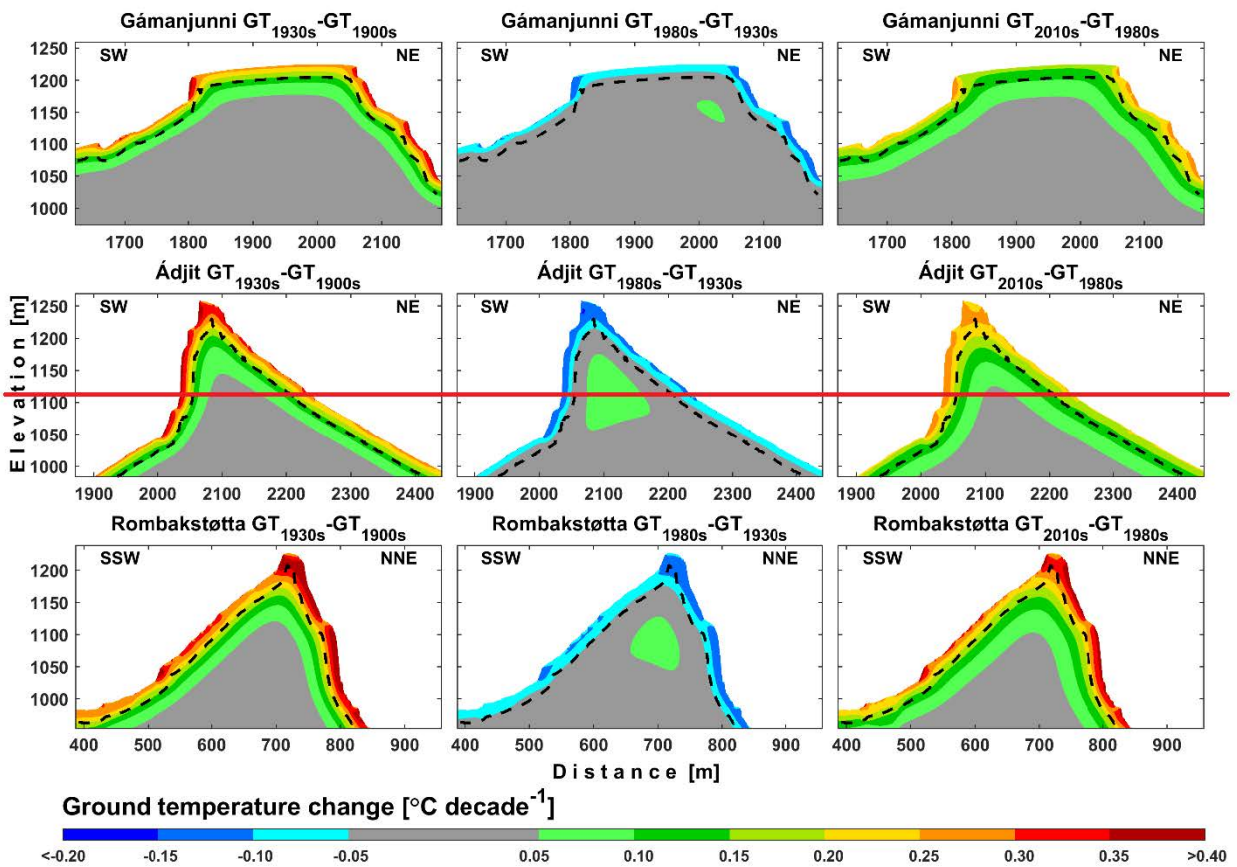 Gámanjunni GT1930s-GT1900s
Gámanjunni GT1980s-GT1930s
Gámanjunni GT2010s-GT1980s
1250
1200
1150
1100
1050
1000
SW NE
SW NE
SW NE
1700 1800 1900 2000 2100
1700 1800 1900 2000 2100
1700 1800 1900 2000 2100
Ádjit GT1930s-GT1900s
Ádjit GT1980s-GT1930s
Ádjit GT2010s-GT1980s
Elevation [m]
1250
1200
1150
1100
1050
1000
SW NE
SW NE
SW NE
1900 2000 2100 2200 2300 2400
1900 2000 2100 2200 2300 2400
1900 2000 2100 2200 2300 2400
Rombakstøtta GT1930s-GT1900s
Rombakstøtta GT1980s-GT1930s
Rombakstøtta GT2010s-GT1980s
1200
1150
1100
1050
1000
SSW NNE
SSW NNE
SSW NNE
400 500 600 700 800 900
400 500 600 700 800 900
400 500 600 700 800 900
Distance [m]
Ground temperature change [°C decade-1]
<-0.20 -0.15 -0.10 -0.05 0.05 0.10 0.15 0.20 0.25 0.30 0.35 >0.40